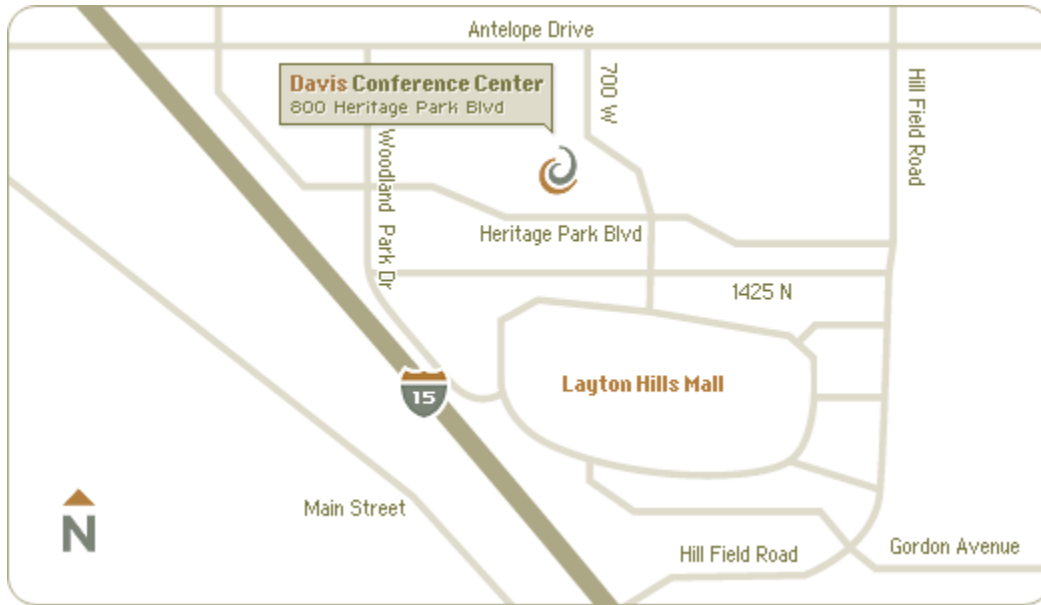 Antelope Drive
Davis Conference Center
800 Heritage Park Blvd
700 W
Hill Field Road
Woodland Park Dr
Heritage Park Blvd
1425 N
Layton Hills Mall
15
Main Street
N
Hill Field Road
Gordon Avenue